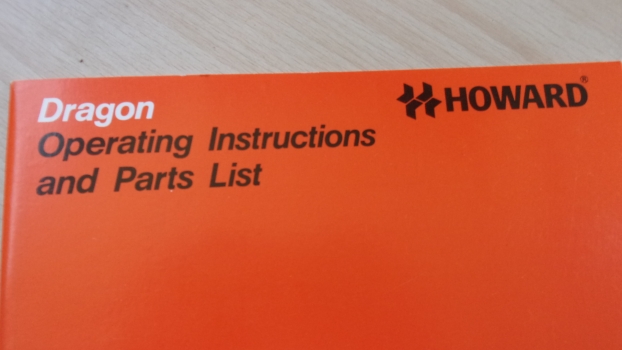 Dragon
Operating Instructions
and Parts List
HOWARD®